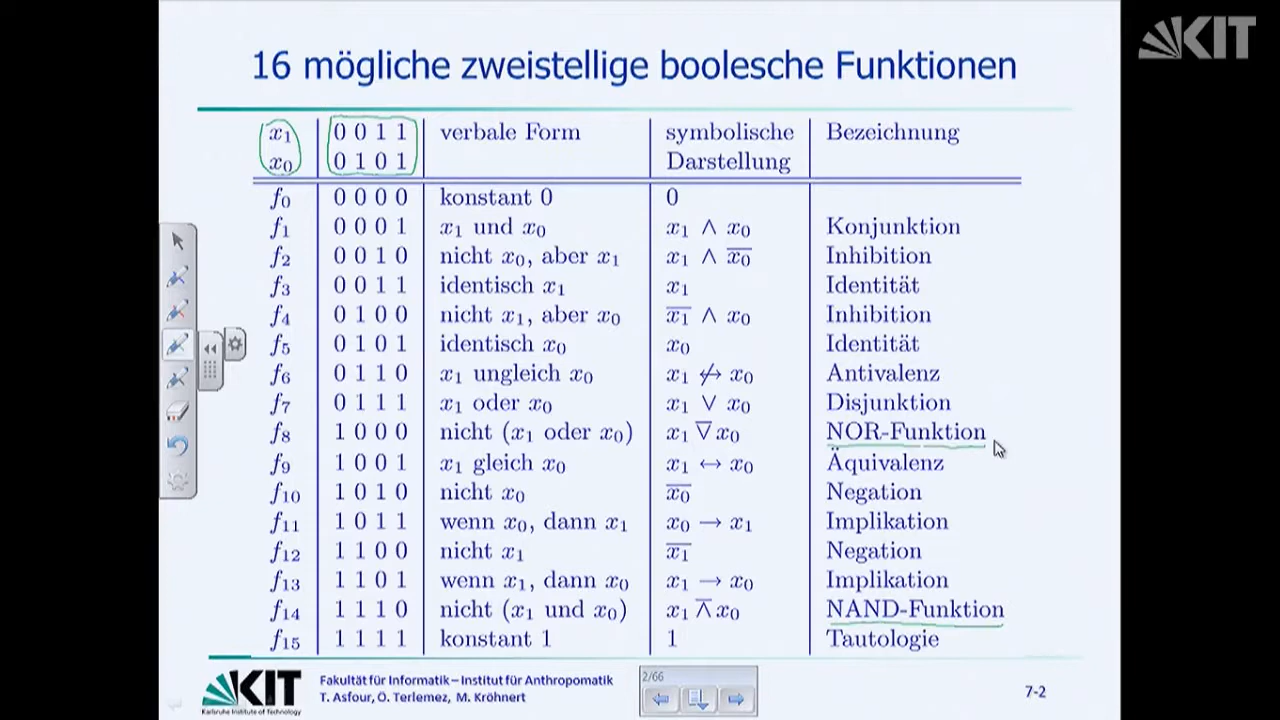 KIT
16 mögliche zweistellige boolesche Funktionen
x₁ 0 0 1 1 verbale Form symbolische Bezeichnung
x₀ 0 1 0 1 Darstellung
f₀ 0 0 0 0 konstant 0 0
f₁ 0 0 0 1 x₁ und x₀ x₁ ∧ x₀ Konjunktion
f₂ 0 0 1 0 nicht x₀, aber x₁ x₁ ∧ x̅₀ Inhibition
f₃ 0 0 1 1 identisch x₁ x₁ Identität
f₄ 0 1 0 0 nicht x₁, aber x₀ x̅₁ ∧ x₀ Inhibition
f₅ 0 1 0 1 identisch x₀ x₀ Identität
f₆ 0 1 1 0 x₁ ungleich x₀ x₁ ↮ x₀ Antivalenz
f₇ 0 1 1 1 x₁ oder x₀ x₁ ∨ x₀ Disjunktion
f₈ 1 0 0 0 nicht (x₁ oder x₀) x₁ ∨̅ x₀ NOR-Funktion
f₉ 1 0 0 1 x₁ gleich x₀ x₁ ↔ x₀ Äquivalenz
f₁₀ 1 0 1 0 nicht x₀ x̅₀ Negation
f₁₁ 1 0 1 1 wenn x₀, dann x₁ x₀ → x₁ Implikation
f₁₂ 1 1 0 0 nicht x₁ x̅₁ Negation
f₁₃ 1 1 0 1 wenn x₁, dann x₀ x₁ → x₀ Implikation
f₁₄ 1 1 1 0 nicht (x₁ und x₀) x₁ ∧̅ x₀ NAND-Funktion
f₁₅ 1 1 1 1 konstant 1 1 Tautologie
KIT
Karlsruhe Institute of Technology
Fakultät für Informatik – Institut für Anthropomatik
T. Asfour, Ö. Terlemez, M. Kröhnert
2/66
7-2